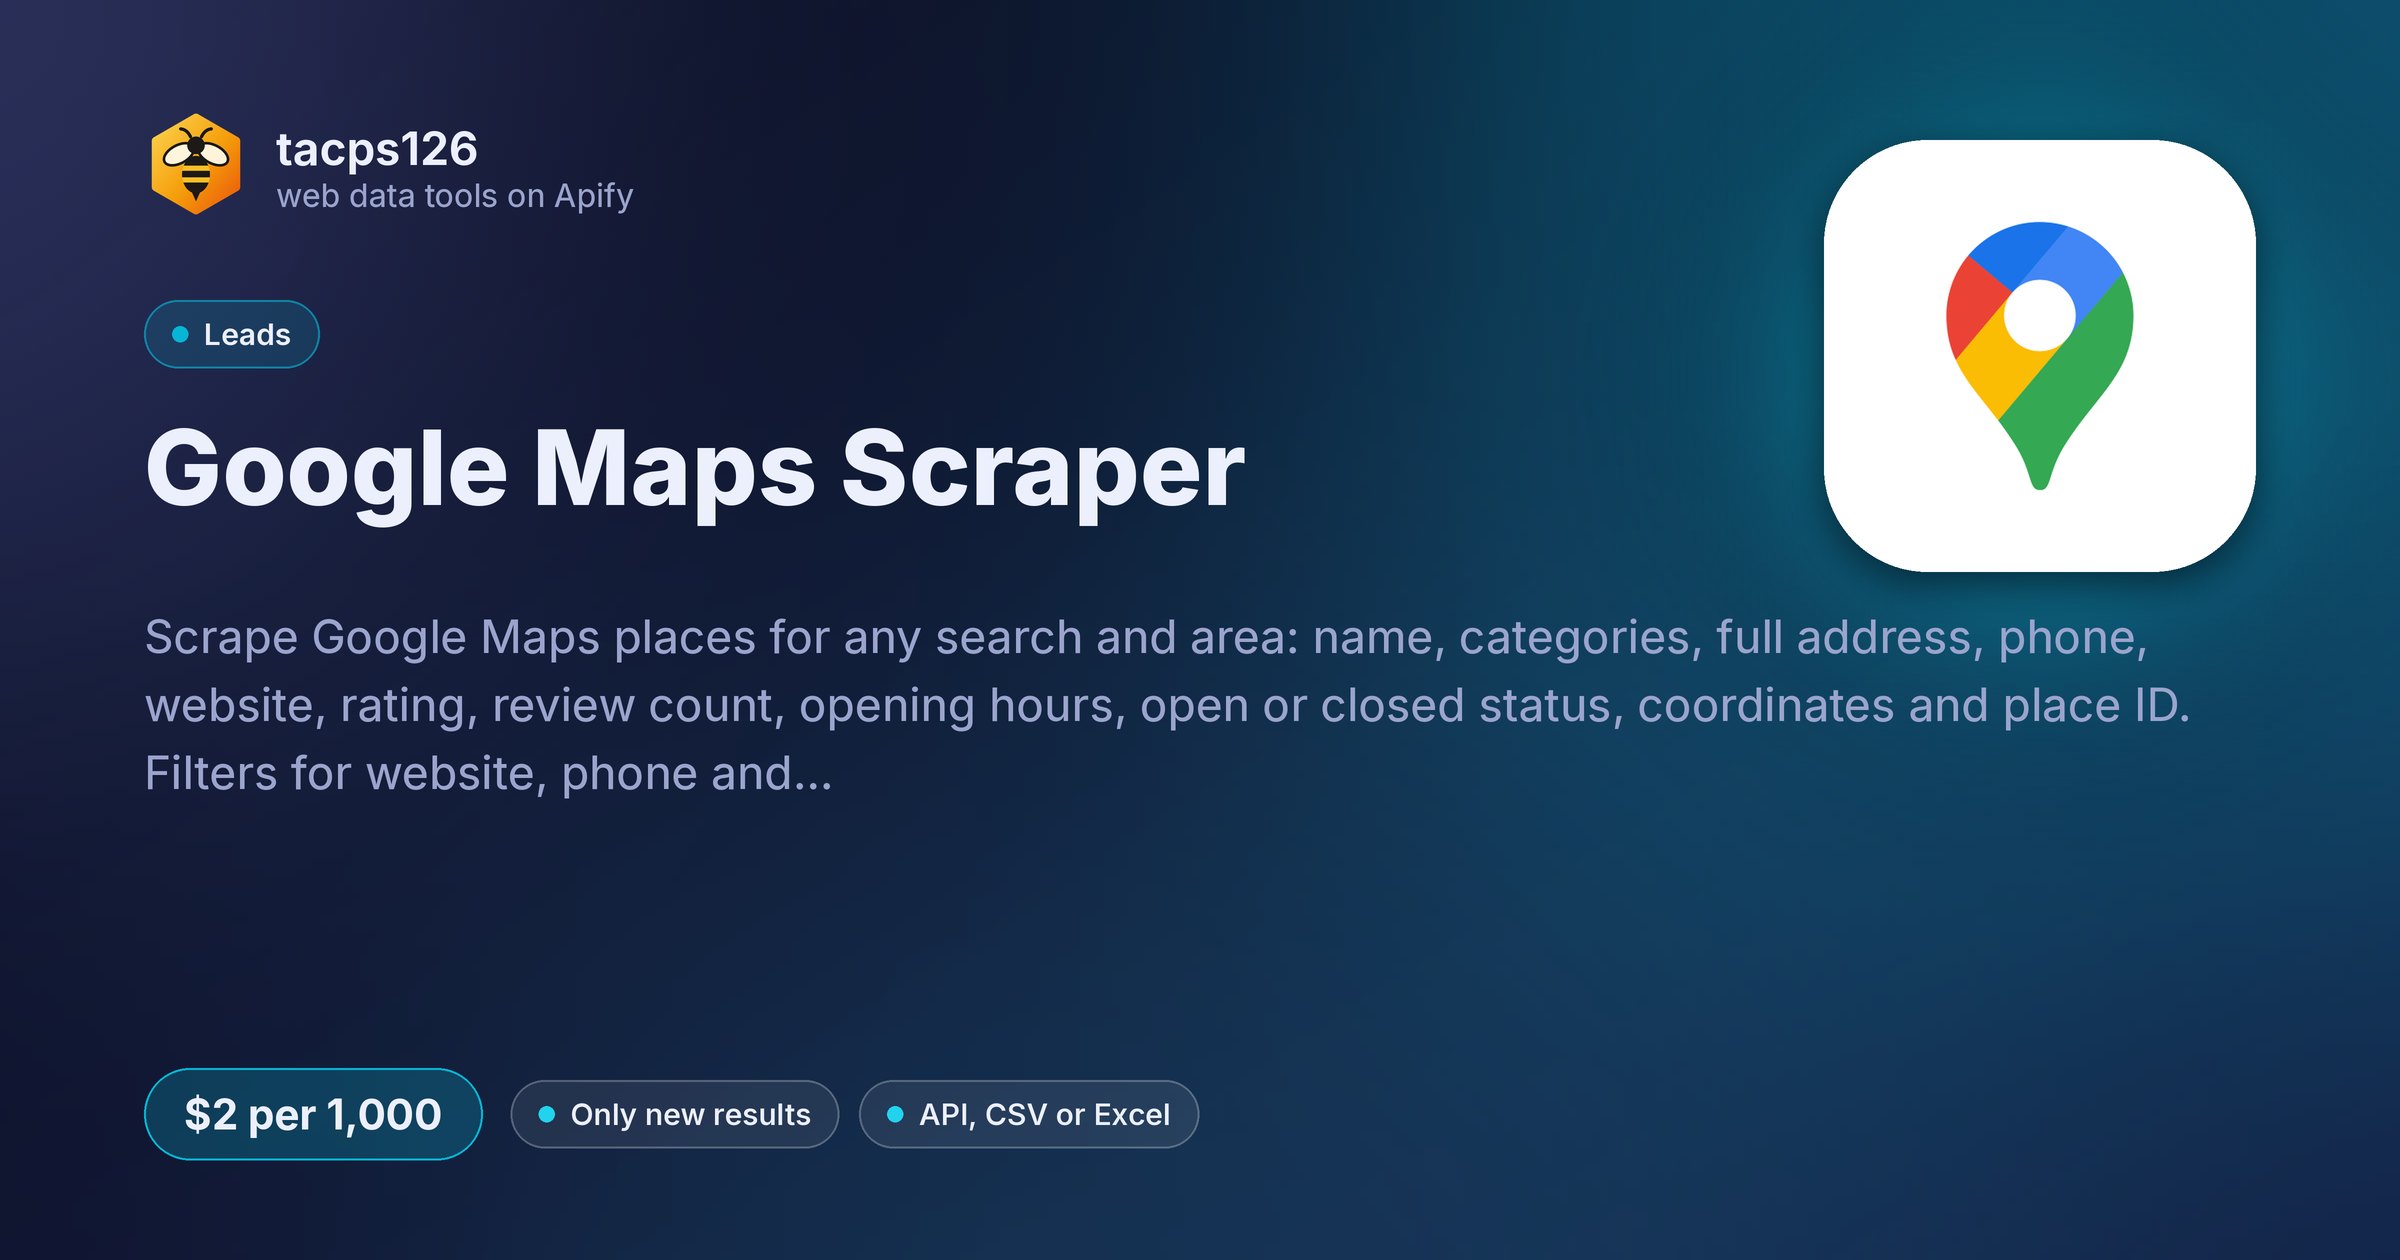 tacps126
web data tools on Apify
Leads
Google Maps Scraper
Scrape Google Maps places for any search and area: name, categories, full address, phone,
website, rating, review count, opening hours, open or closed status, coordinates and place ID.
Filters for website, phone and...
$2 per 1,000
Only new results
API, CSV or Excel